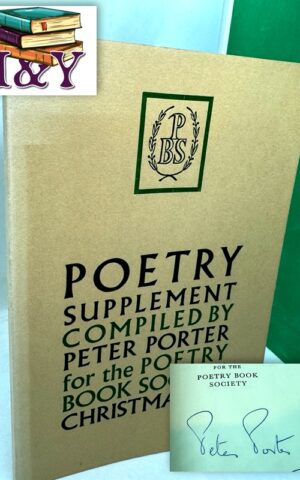 &Y
P
BS
POETRY
SUPPLEMENT
COMPILED BY
PETER PORTER
for the POETRY
BOOK SOC
CHRISTMA
FOR THE
POETRY BOOK
SOCIETY
Peter Porter